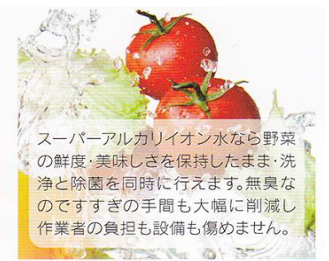 スーパーアルカリイオン水なら野菜
の鮮度･美味しさを保持したまま･洗
浄と除菌を同時に行えます｡無臭な
のですすぎの手間も大幅に削減し
作業者の負担も設備も傷めません｡